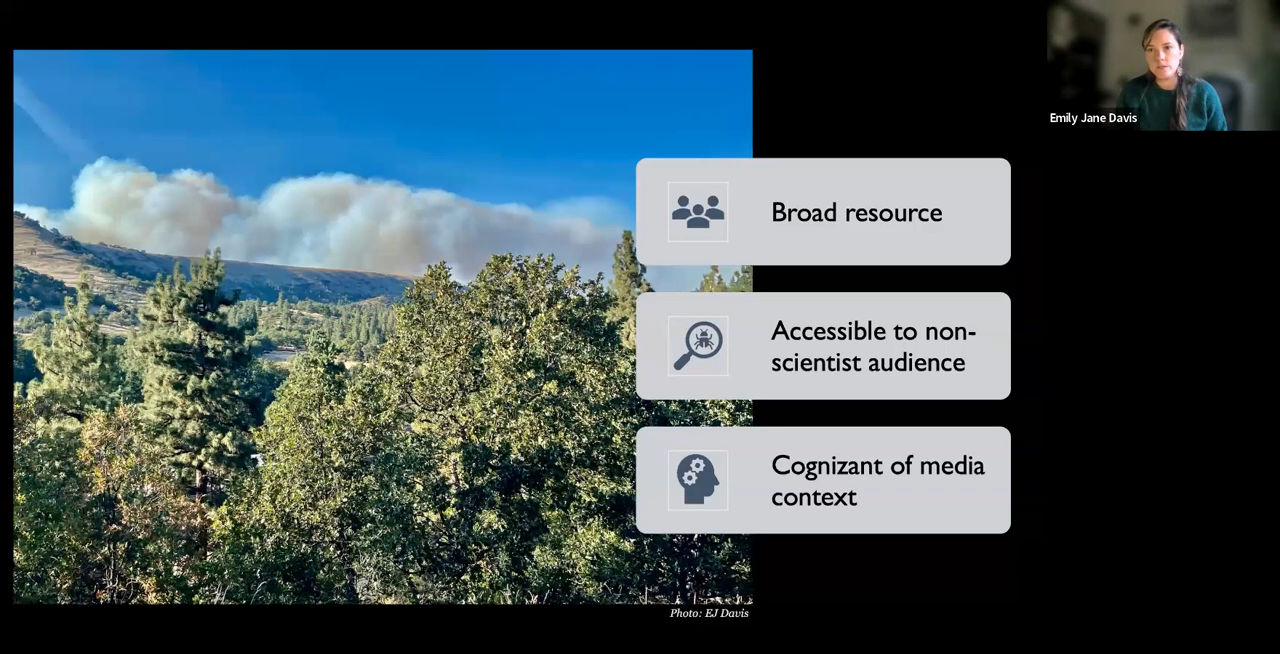 Emily Jane Davis
Broad resource
Accessible to non-
scientist audience
Cognizant of media
context
Photo: EJ Davis